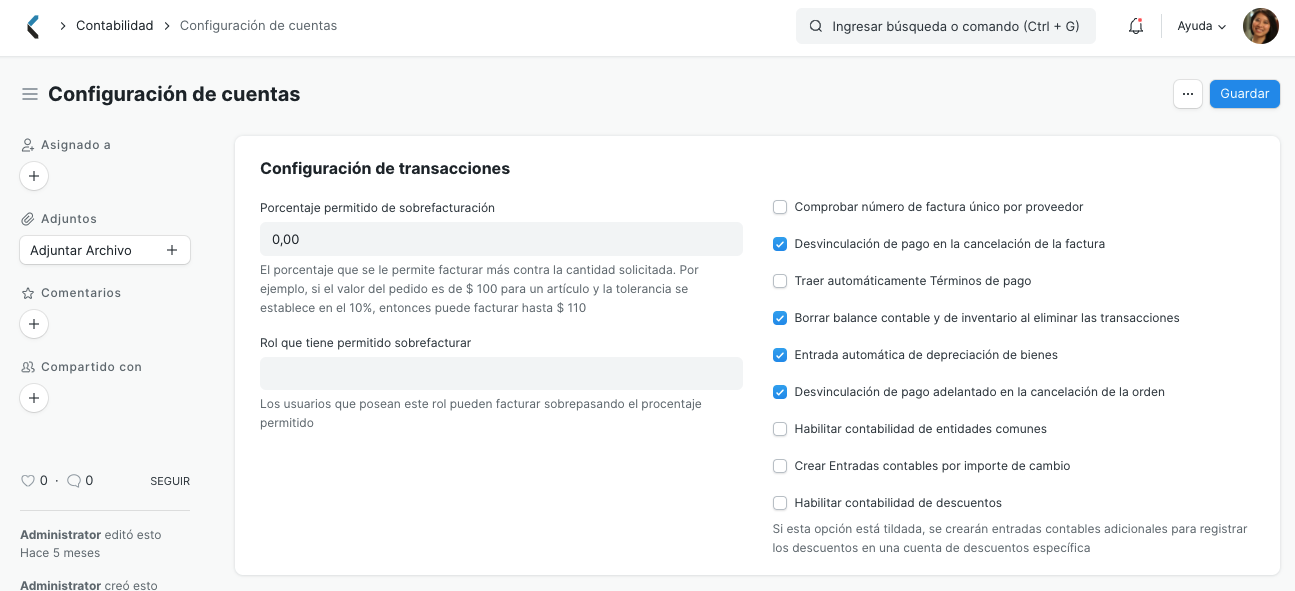 Contabilidad
Configuración de cuentas
Ingresar búsqueda o comando (Ctrl + G)
Ayuda
Configuración de cuentas
···
Guardar
Asignado a
+
Adjuntos
Adjuntar Archivo +
Comentarios
+
Compartido con
+
0 · 0 SEGUIR
Administrator editó esto
Hace 5 meses
Administrator creó esto
Configuración de transacciones
Porcentaje permitido de sobrefacturación
0,00
El porcentaje que se le permite facturar más contra la cantidad solicitada. Por
ejemplo, si el valor del pedido es de $ 100 para un artículo y la tolerancia se
establece en el 10%, entonces puede facturar hasta $ 110
Rol que tiene permitido sobrefacturar
Los usuarios que posean este rol pueden facturar sobrepasando el procentaje
permitido
Comprobar número de factura único por proveedor
Desvinculación de pago en la cancelación de la factura
Traer automáticamente Términos de pago
Borrar balance contable y de inventario al eliminar las transacciones
Entrada automática de depreciación de bienes
Desvinculación de pago adelantado en la cancelación de la orden
Habilitar contabilidad de entidades comunes
Crear Entradas contables por importe de cambio
Habilitar contabilidad de descuentos
Si esta opción está tildada, se crearán entradas contables adicionales para registrar
los descuentos en una cuenta de descuentos específica